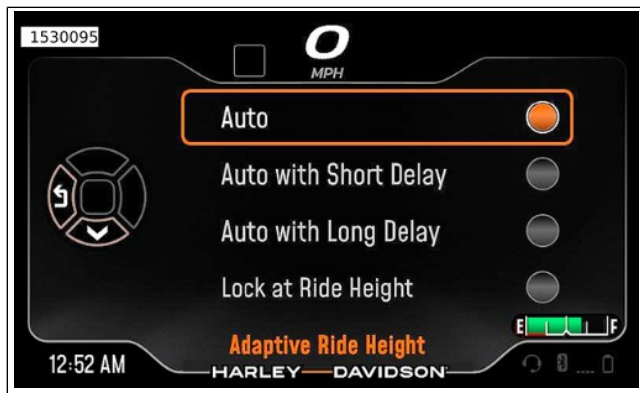 1530095
0
MPH
Auto
Auto with Short Delay
Auto with Long Delay
Lock at Ride Height
E F
Adaptive Ride Height
12:52 AM
HARLEY DAVIDSON